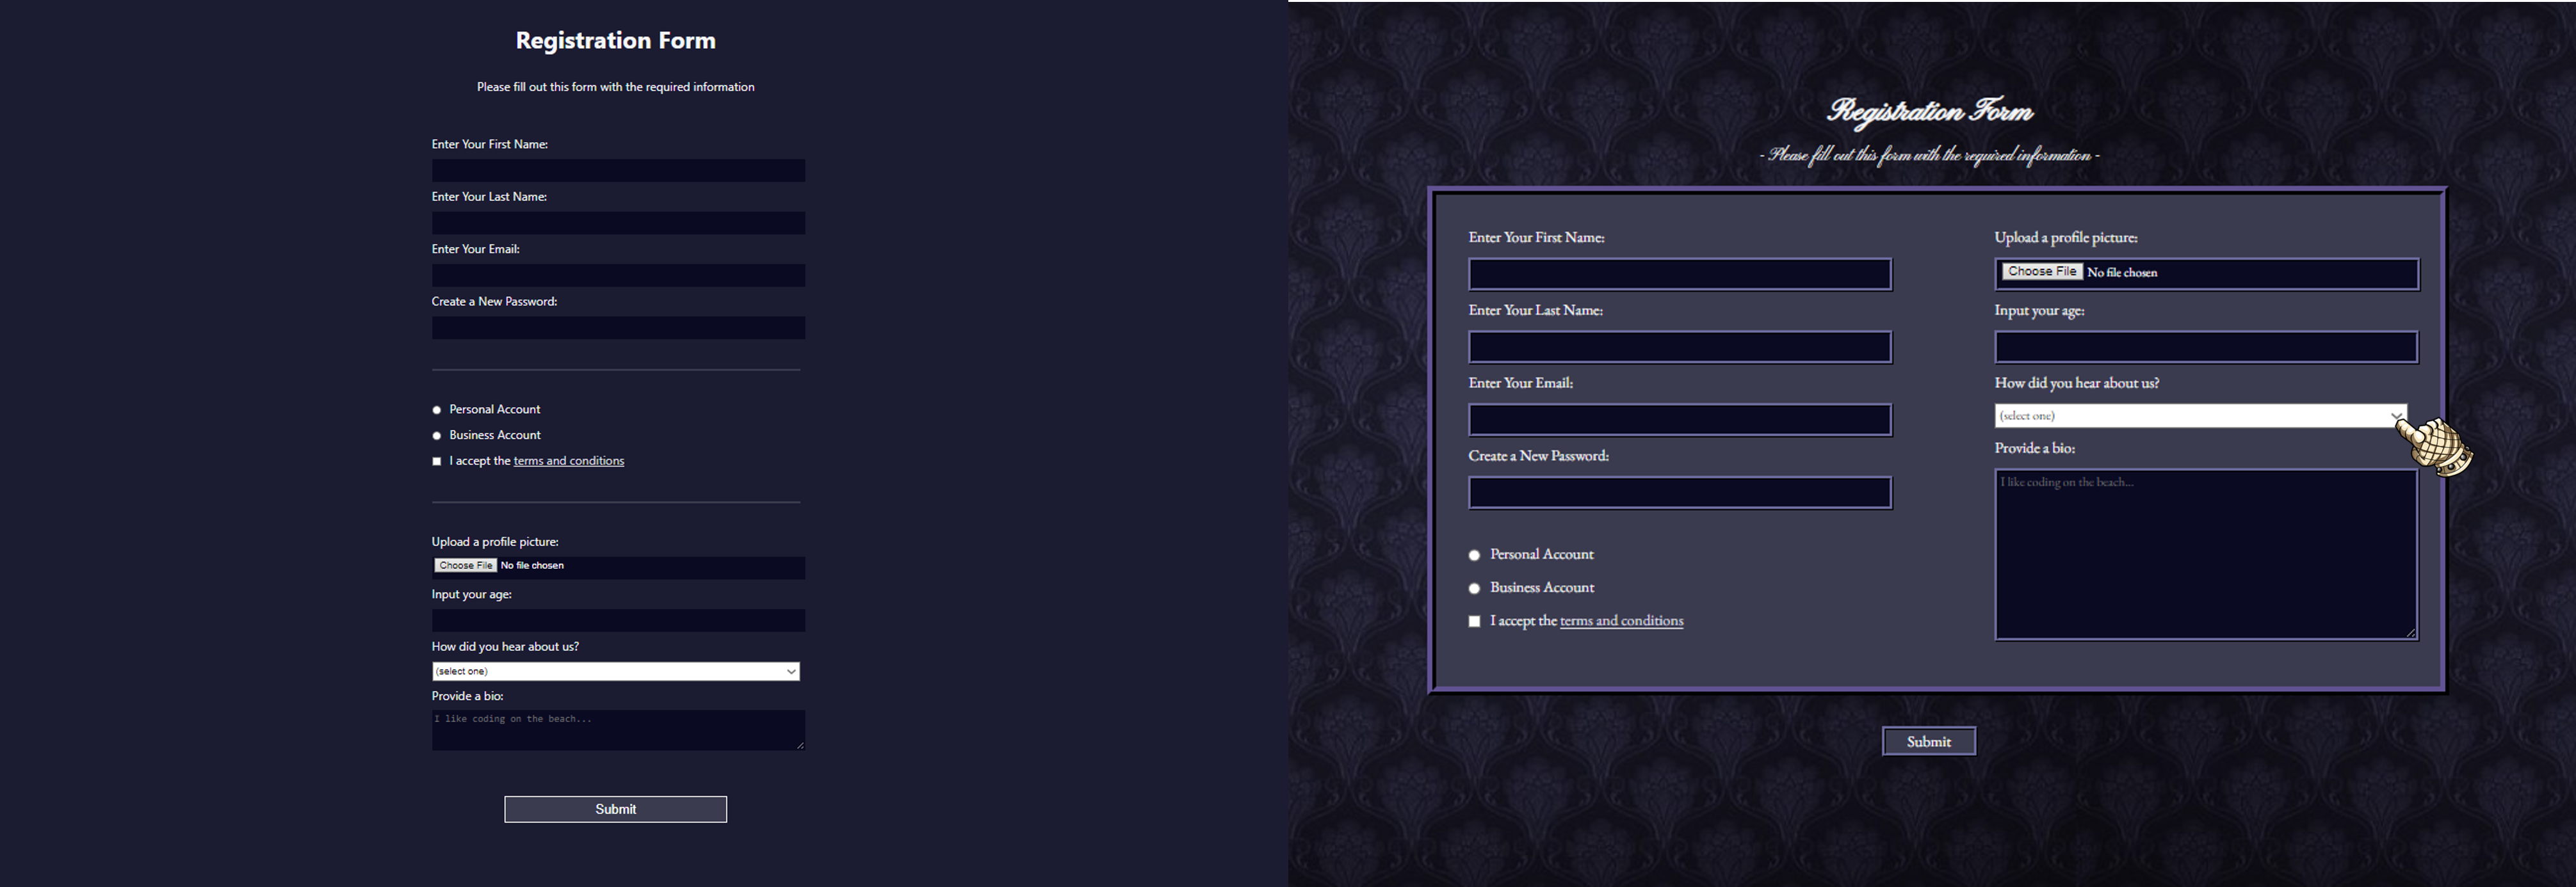 Registration Form
Please fill out this form with the required information
Enter Your First Name:
Enter Your Last Name:
Enter Your Email:
Create a New Password:
Personal Account
Business Account
I accept the terms and conditions
Upload a profile picture:
Choose File No file chosen
Input your age:
How did you hear about us?
(select one)
Provide a bio:
I like coding on the beach...
Submit
Registration Form
- Please fill out this form with the required information -
Enter Your First Name:
Enter Your Last Name:
Enter Your Email:
Create a New Password:
Personal Account
Business Account
I accept the terms and conditions
Upload a profile picture:
Choose File No file chosen
Input your age:
How did you hear about us?
(select one)
Provide a bio:
I like coding on the beach...
Submit